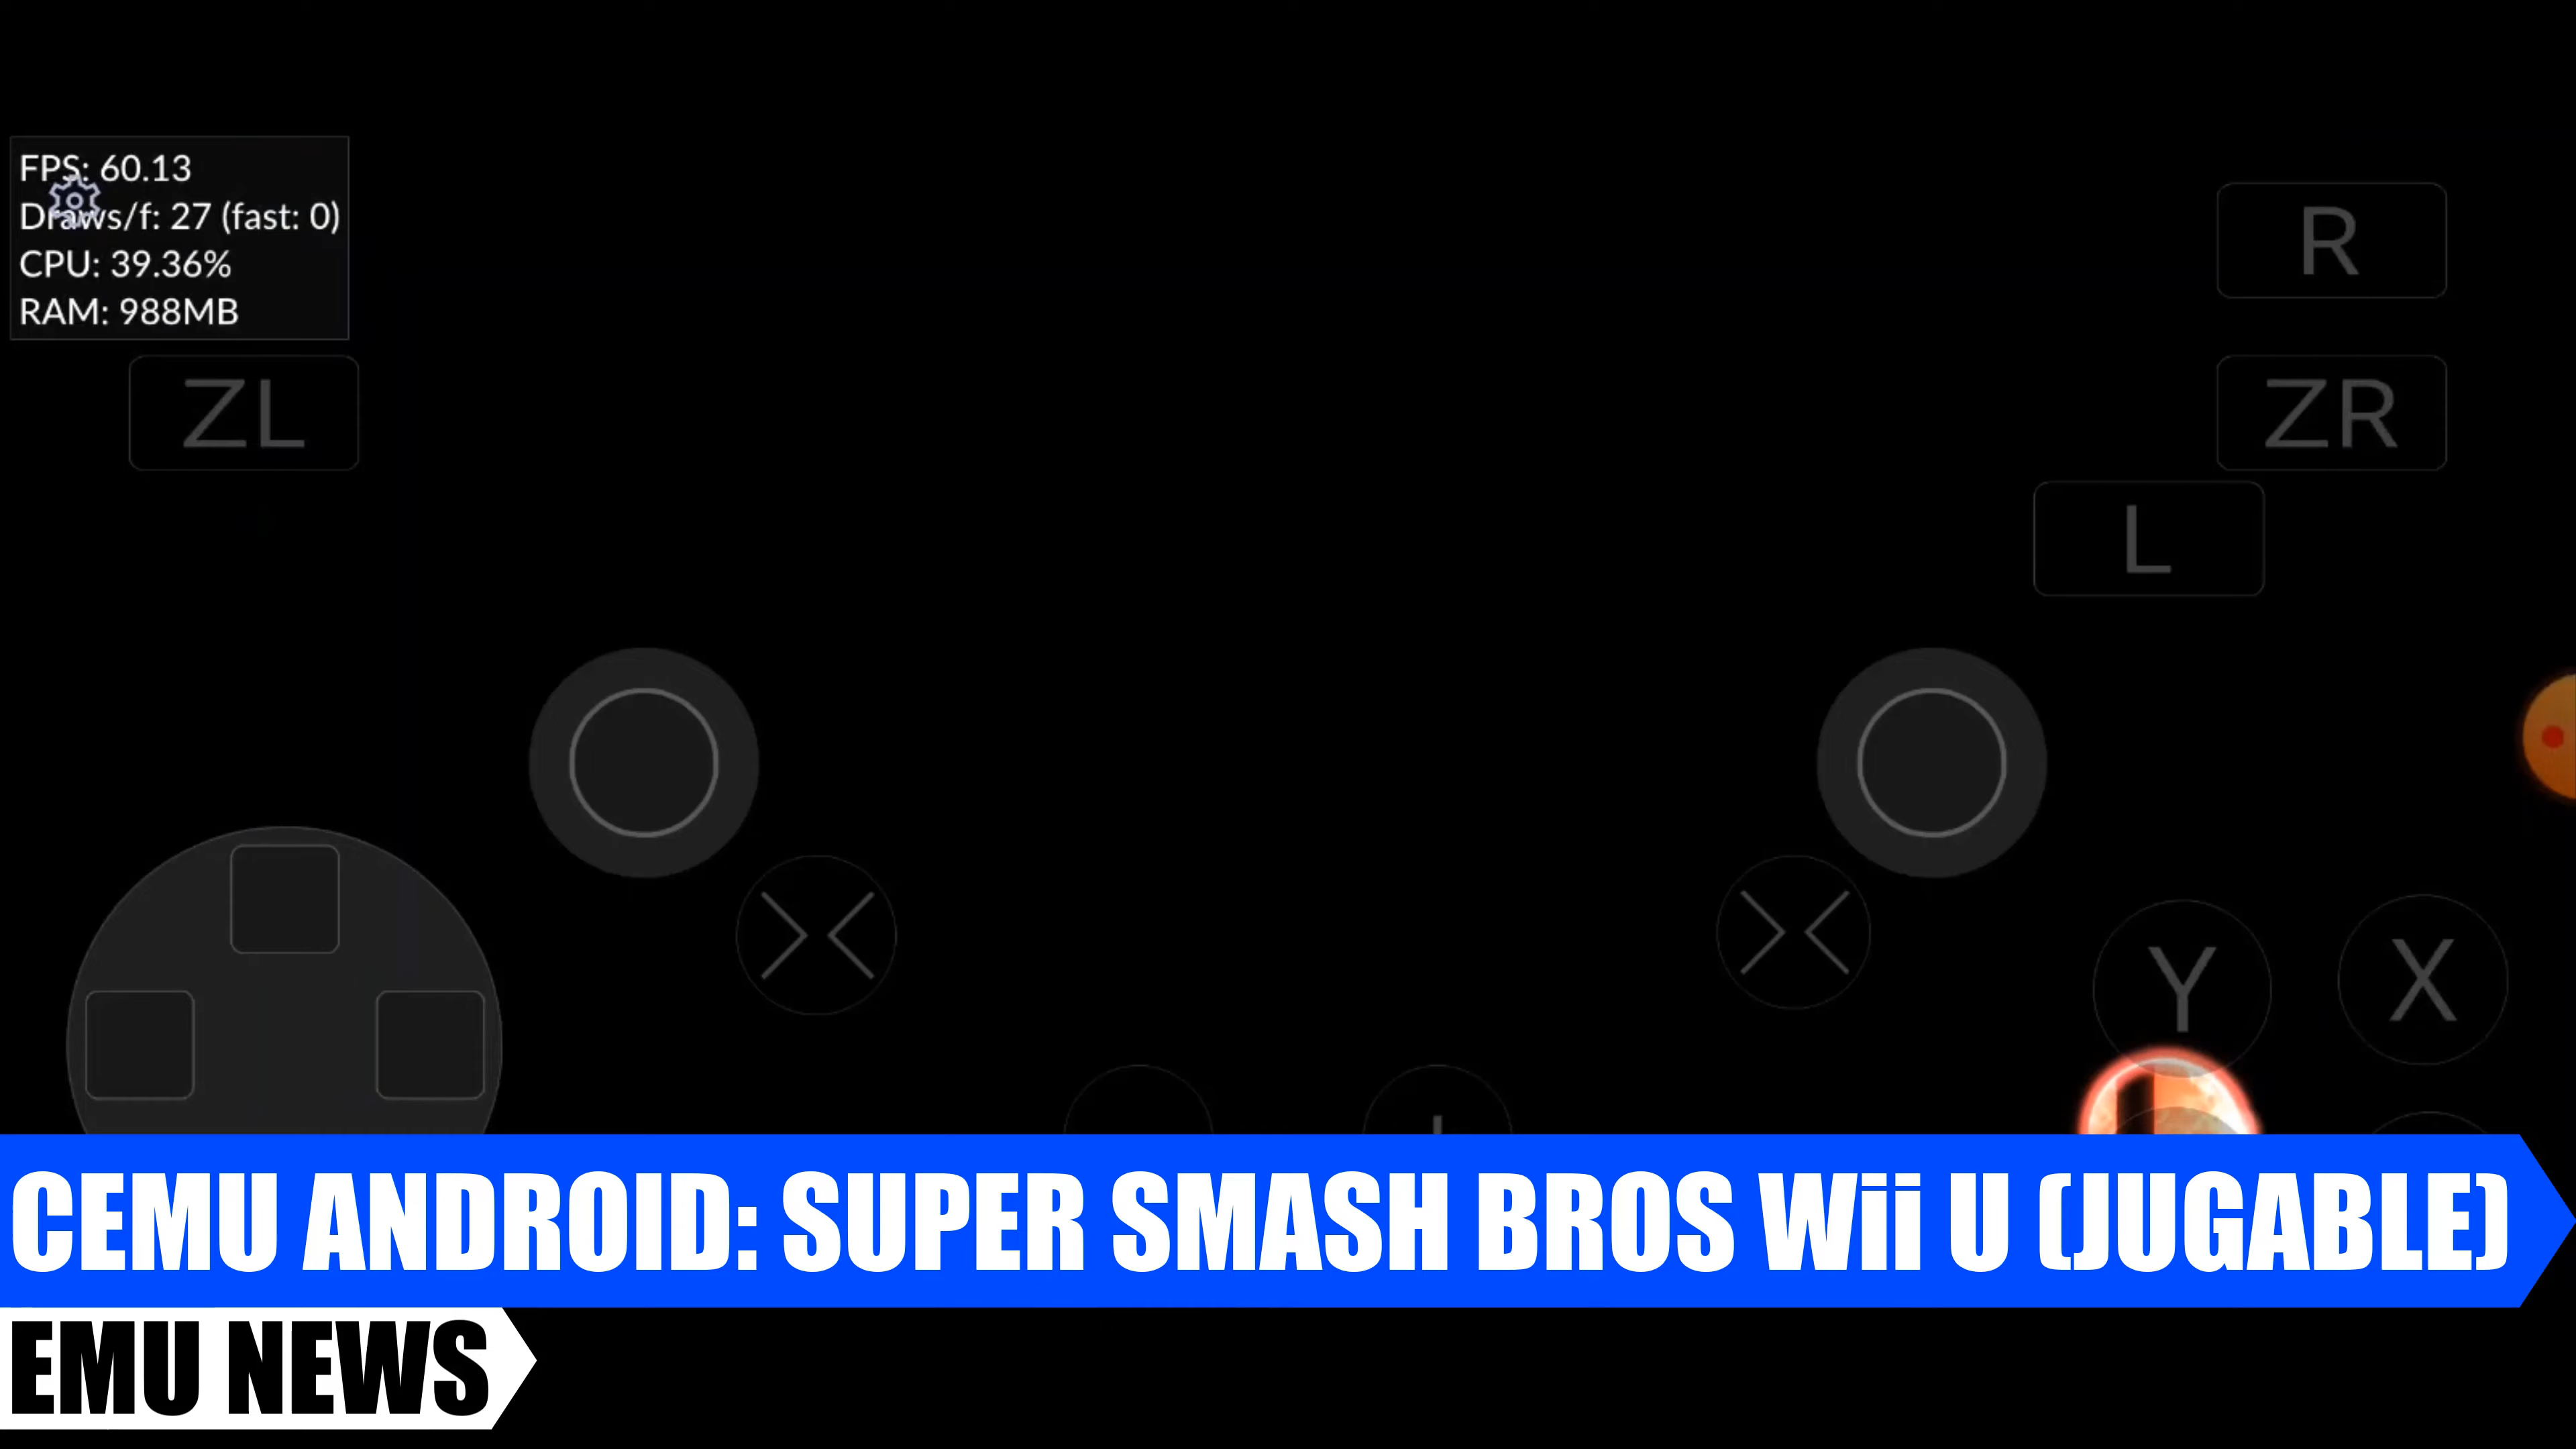 FPS: 60.13
Draws/f: 27 (fast: 0)
CPU: 39.36%
RAM: 988MB
R
ZL
ZR
L
Y
X
CEMU ANDROID: SUPER SMASH BROS Wii U (JUGABLE)
EMU NEWS